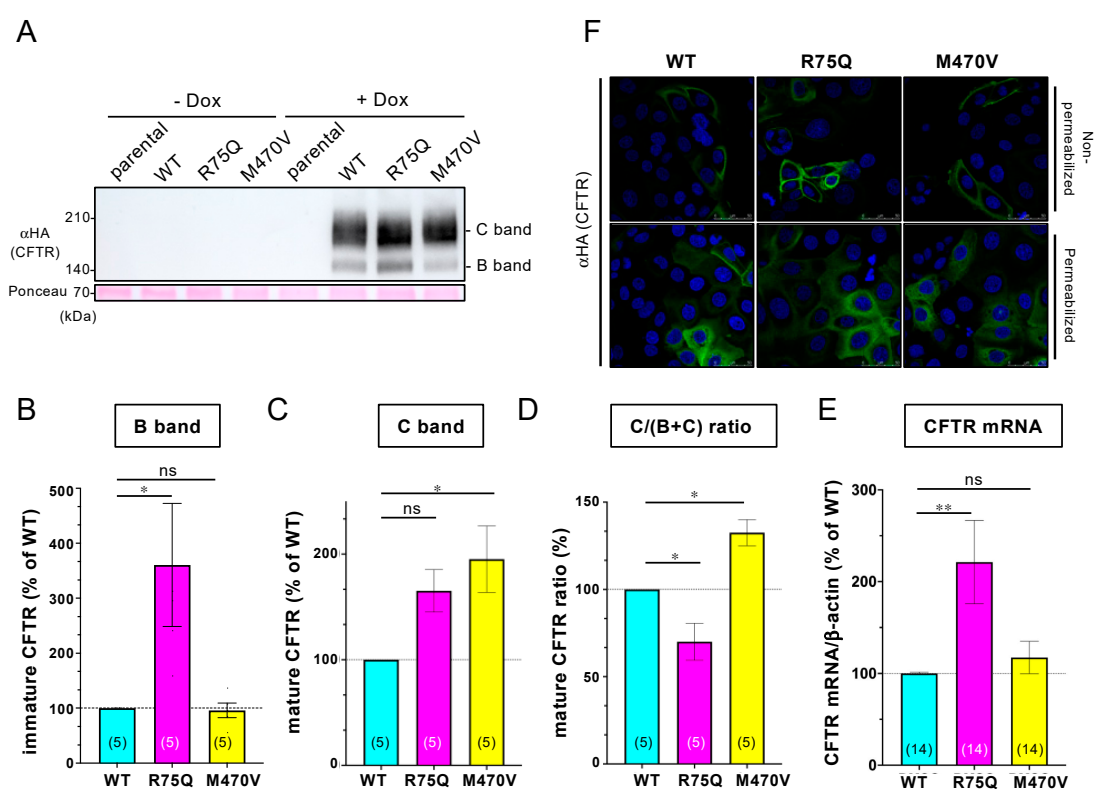 A
- Dox
+ Dox
parental
WT
R75Q
M470V
parental
WT
R75Q
M470V
αHA
(CFTR)
210-
140-
- C band
- B band
Ponceau 70-
(kDa)
F
WT
R75Q
M470V
αHA (CFTR)
Non-
permeabilized
Permeabilized
B
B band
immature CFTR (% of WT)
500
400
300
200
100
0
ns
*
(5)
(5)
(5)
WT
R75Q
M470V
C
C band
mature CFTR (% of WT)
200
100
0
*
ns
(5)
(5)
(5)
WT
R75Q
M470V
D
C/(B+C) ratio
mature CFTR ratio (%)
150
100
50
0
*
*
(5)
(5)
(5)
WT
R75Q
M470V
E
CFTR mRNA
CFTR mRNA/β-actin (% of WT)
300
200
100
0
ns
**
(14)
(14)
(14)
WT
R75Q
M470V